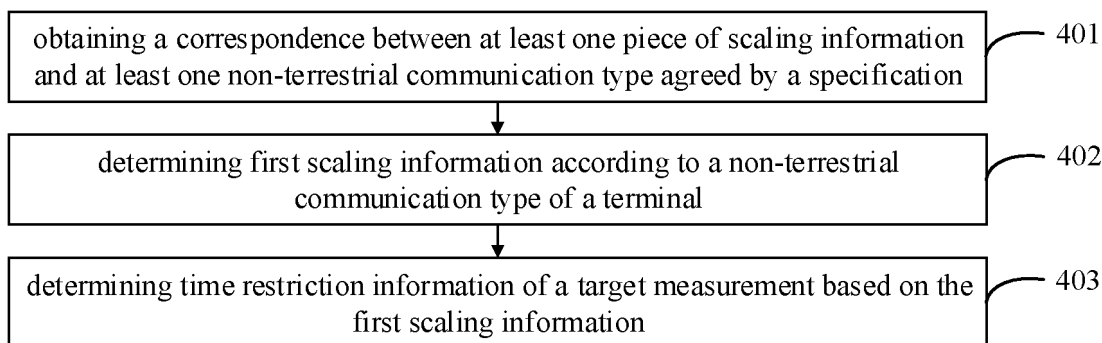 obtaining a correspondence between at least one piece of scaling information
and at least one non-terrestrial communication type agreed by a specification
401
determining first scaling information according to a non-terrestrial
communication type of a terminal
402
determining time restriction information of a target measurement based on the
first scaling information
403